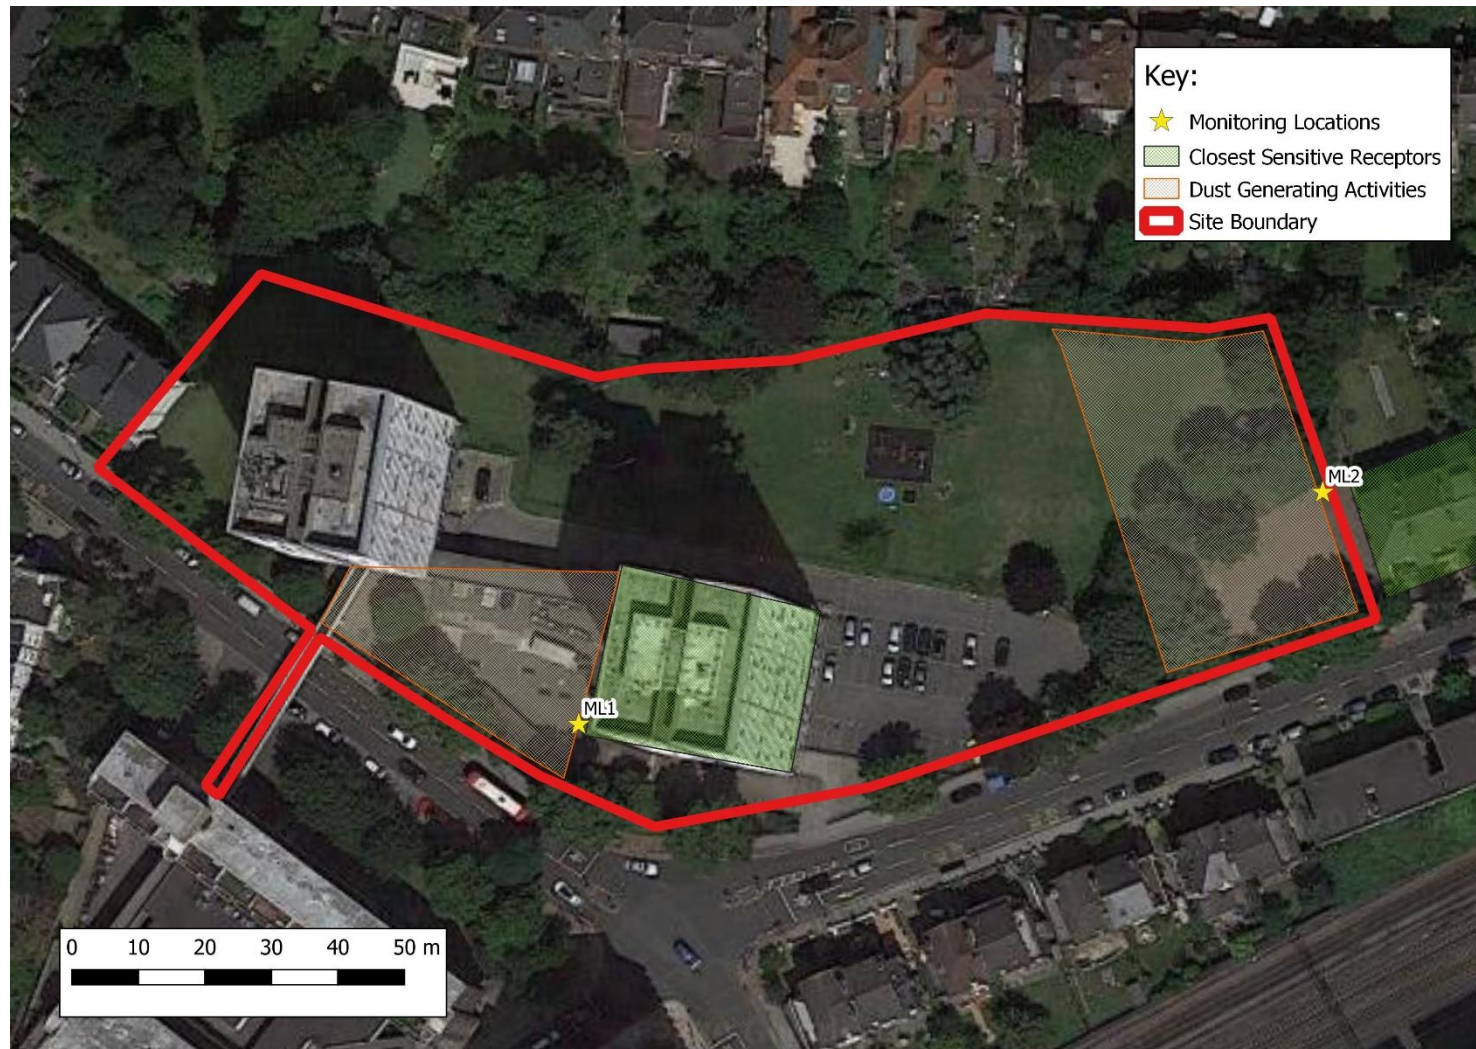 Key:
Monitoring Locations
Closest Sensitive Receptors
Dust Generating Activities
Site Boundary
ML2
ML1
0 10 20 30 40 50 m